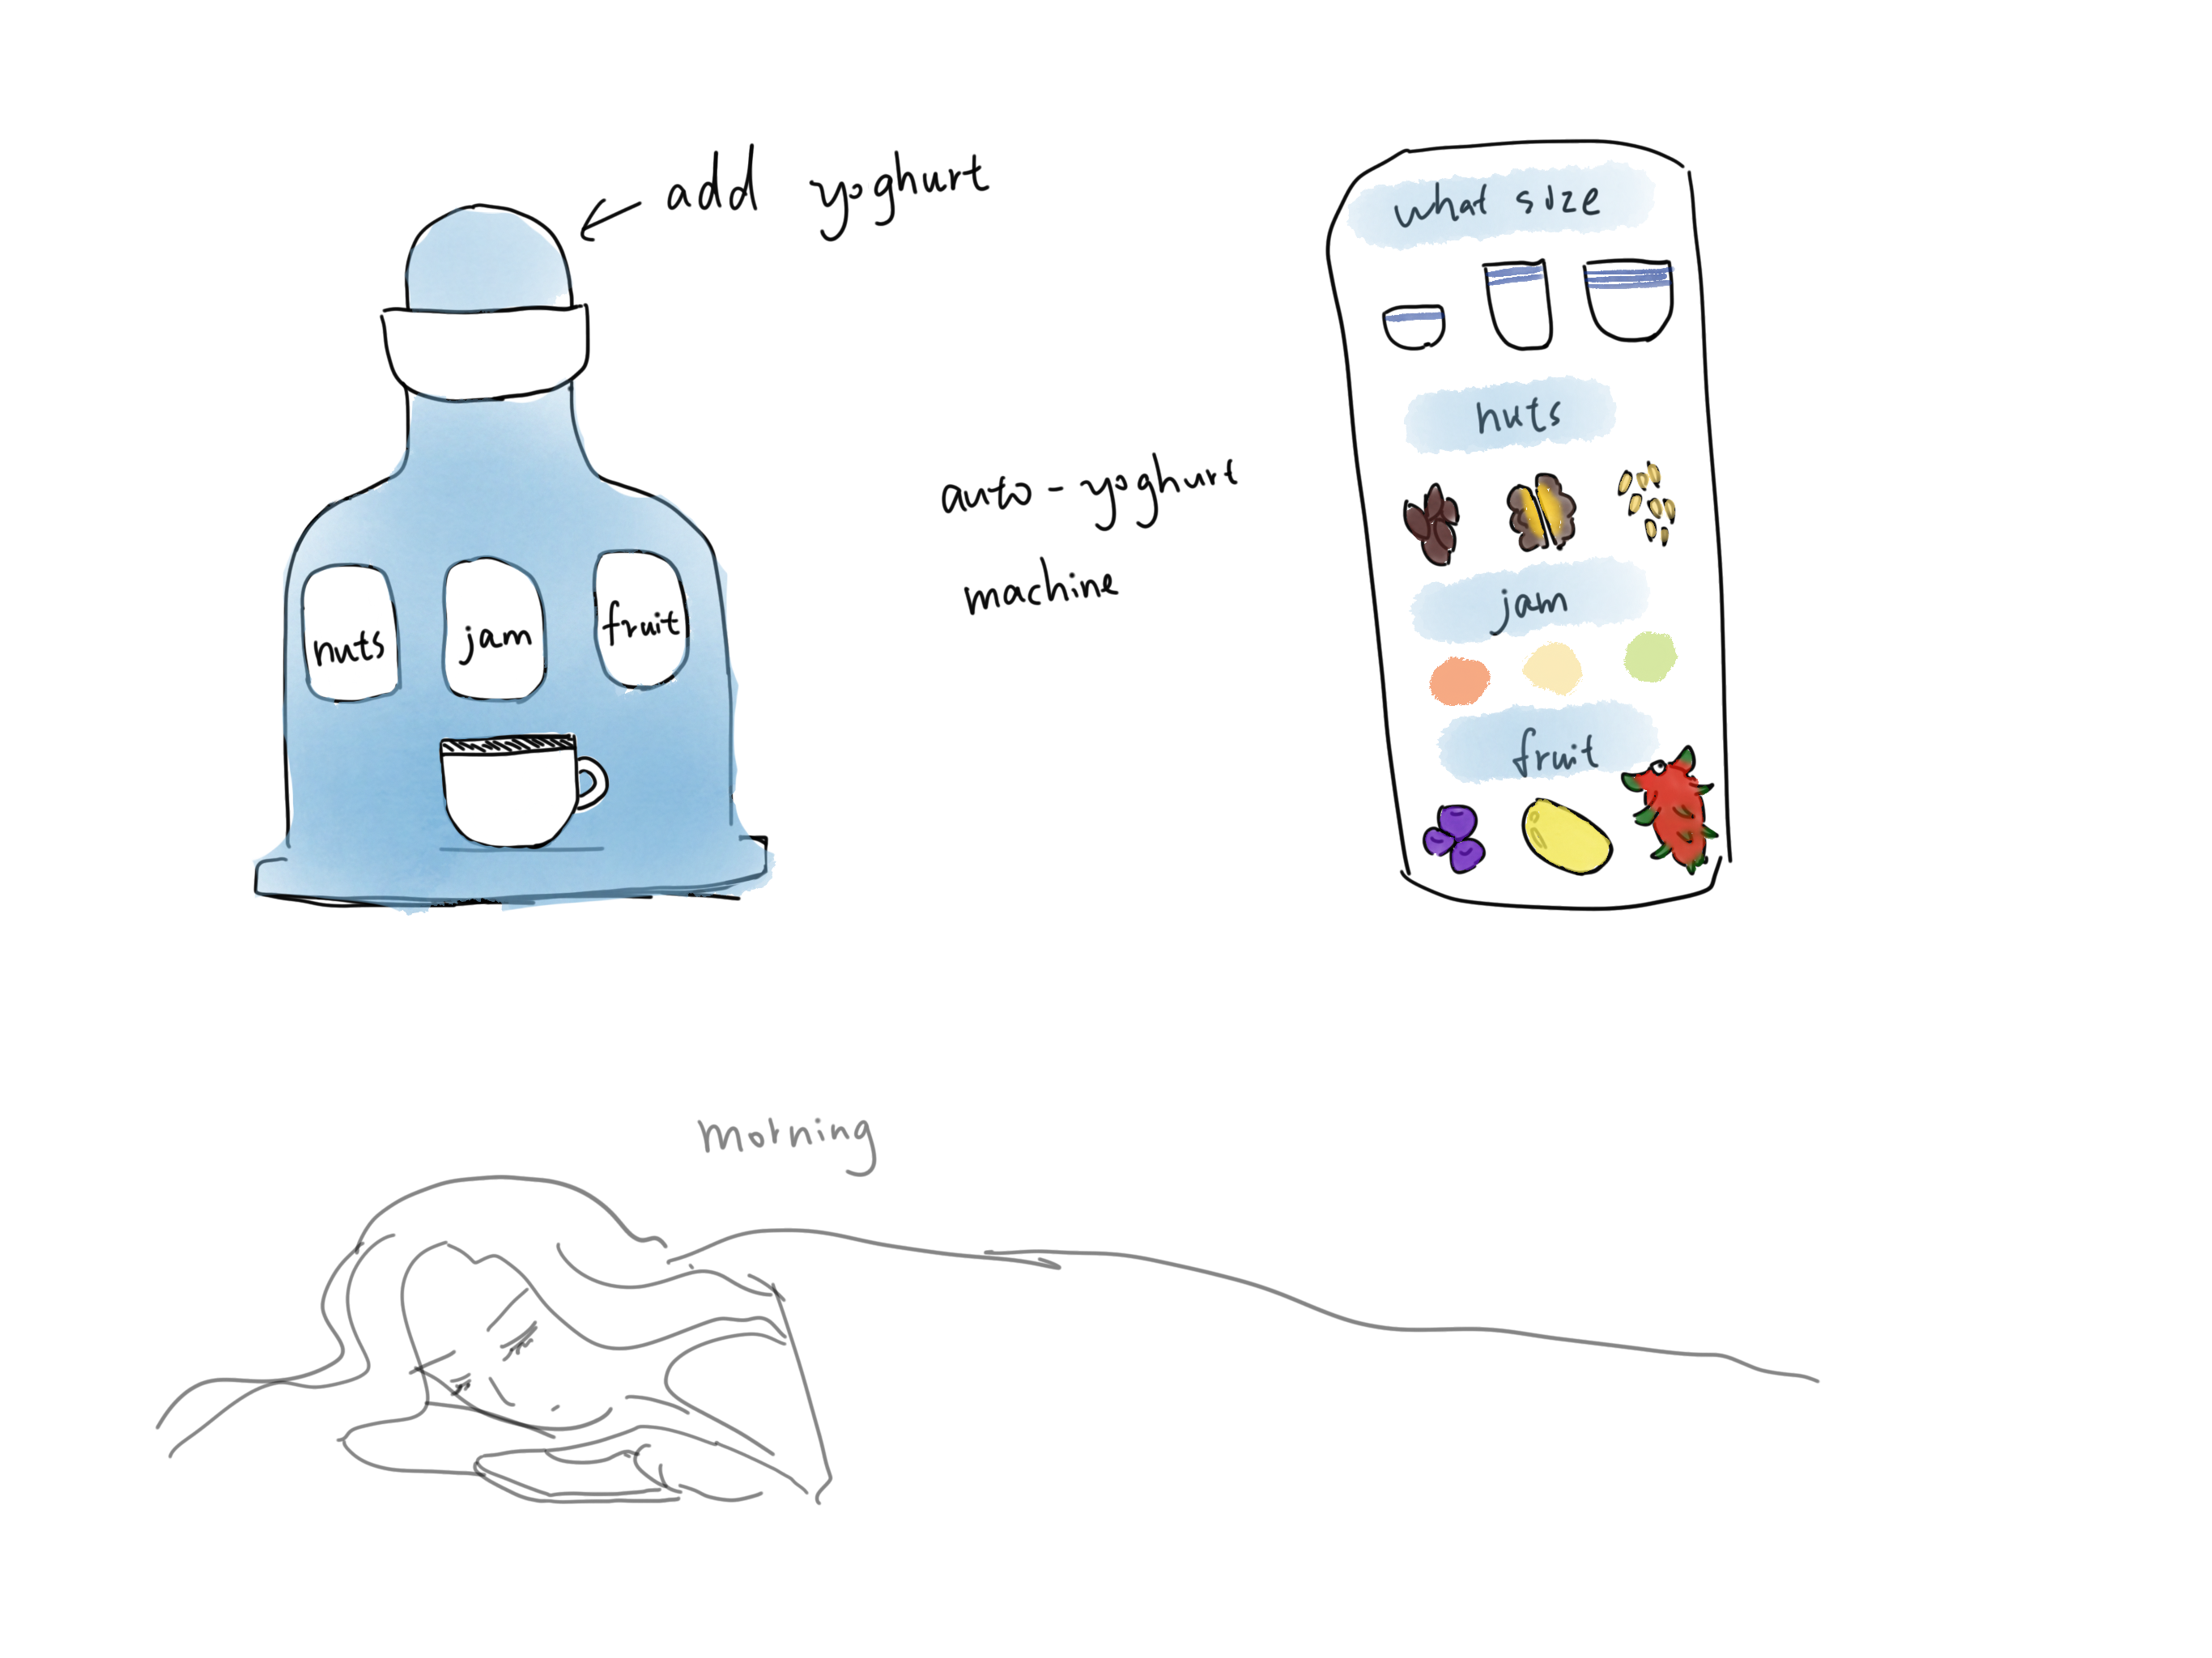 add yoghurt
nuts
jam
fruit
auto-yoghurt
machine
what size
nuts
jam
fruit
morning